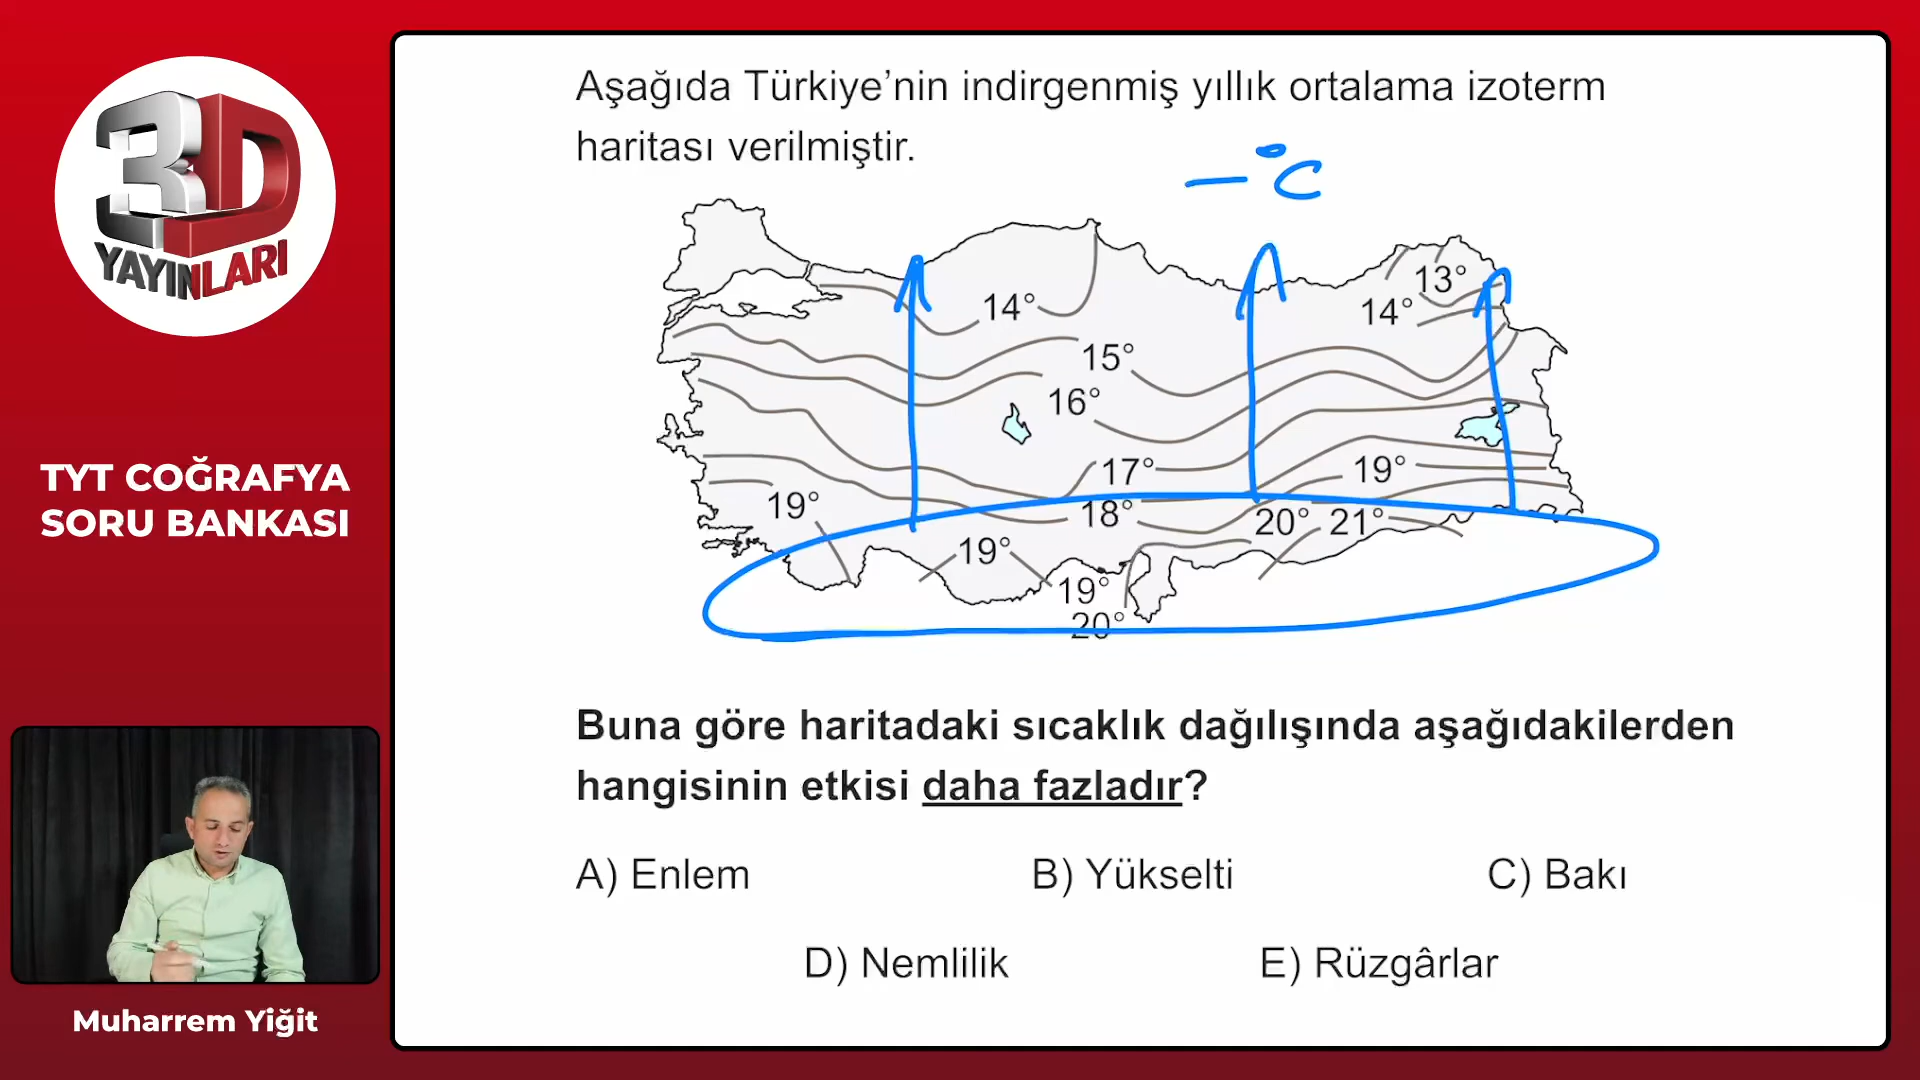 3D
YAYINLARI
TYT COĞRAFYA
SORU BANKASI
Muharrem Yiğit
Aşağıda Türkiye’nin indirgenmiş yıllık ortalama izoterm
haritası verilmiştir.
– °C
13°
14°
14°
15°
16°
17°
19°
19°
18°
20° 21°
19°
19°
20°
Buna göre haritadaki sıcaklık dağılışında aşağıdakilerden
hangisinin etkisi daha fazladır?
A) Enlem
B) Yükselti
C) Bakı
D) Nemlilik
E) Rüzgârlar